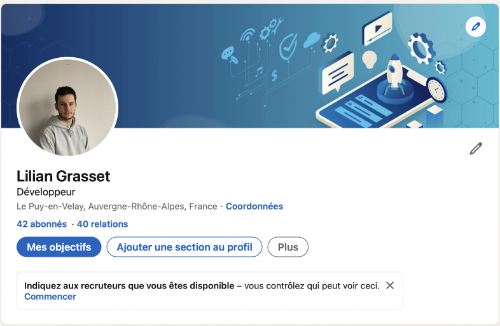 Lilian Grasset
Développeur
Le Puy-en-Velay, Auvergne-Rhône-Alpes, France · Coordonnées
42 abonnés · 40 relations
Mes objectifs Ajouter une section au profil Plus
Indiquez aux recruteurs que vous êtes disponible – vous contrôlez qui peut voir ceci.
Commencer